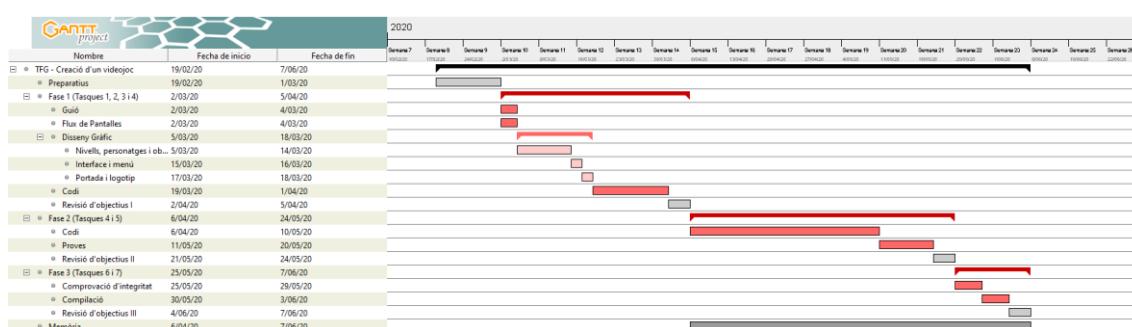 GANTT project
2020
Nombre Fecha de inicio Fecha de fin
Semana 7 Semana 8 Semana 9 Semana 10 Semana 11 Semana 12 Semana 13 Semana 14 Semana 15 Semana 16 Semana 17 Semana 18 Semana 19 Semana 20 Semana 21 Semana 22 Semana 23 Semana 24 Semana 25 Semana 26
TFG - Creació d'un videojoc 19/02/20 7/06/20
Preparatius 19/02/20 1/03/20
Fase 1 (Tasques 1, 2, 3 i 4) 2/03/20 5/04/20
Guió 2/03/20 4/03/20
Flux de Pantalles 2/03/20 4/03/20
Disseny Gràfic 5/03/20 18/03/20
Nivells, personatges i ob... 5/03/20 14/03/20
Interface i menú 15/03/20 16/03/20
Portada i logotip 17/03/20 18/03/20
Codi 19/03/20 1/04/20
Revisió d'objectius I 2/04/20 5/04/20
Fase 2 (Tasques 4 i 5) 6/04/20 24/05/20
Codi 6/04/20 10/05/20
Proves 11/05/20 20/05/20
Revisió d'objectius II 21/05/20 24/05/20
Fase 3 (Tasques 6 i 7) 25/05/20 7/06/20
Comprovació d'integritat 25/05/20 29/05/20
Compilació 30/05/20 3/06/20
Revisió d'objectius III 4/06/20 7/06/20
Memòria 6/04/20 7/06/20